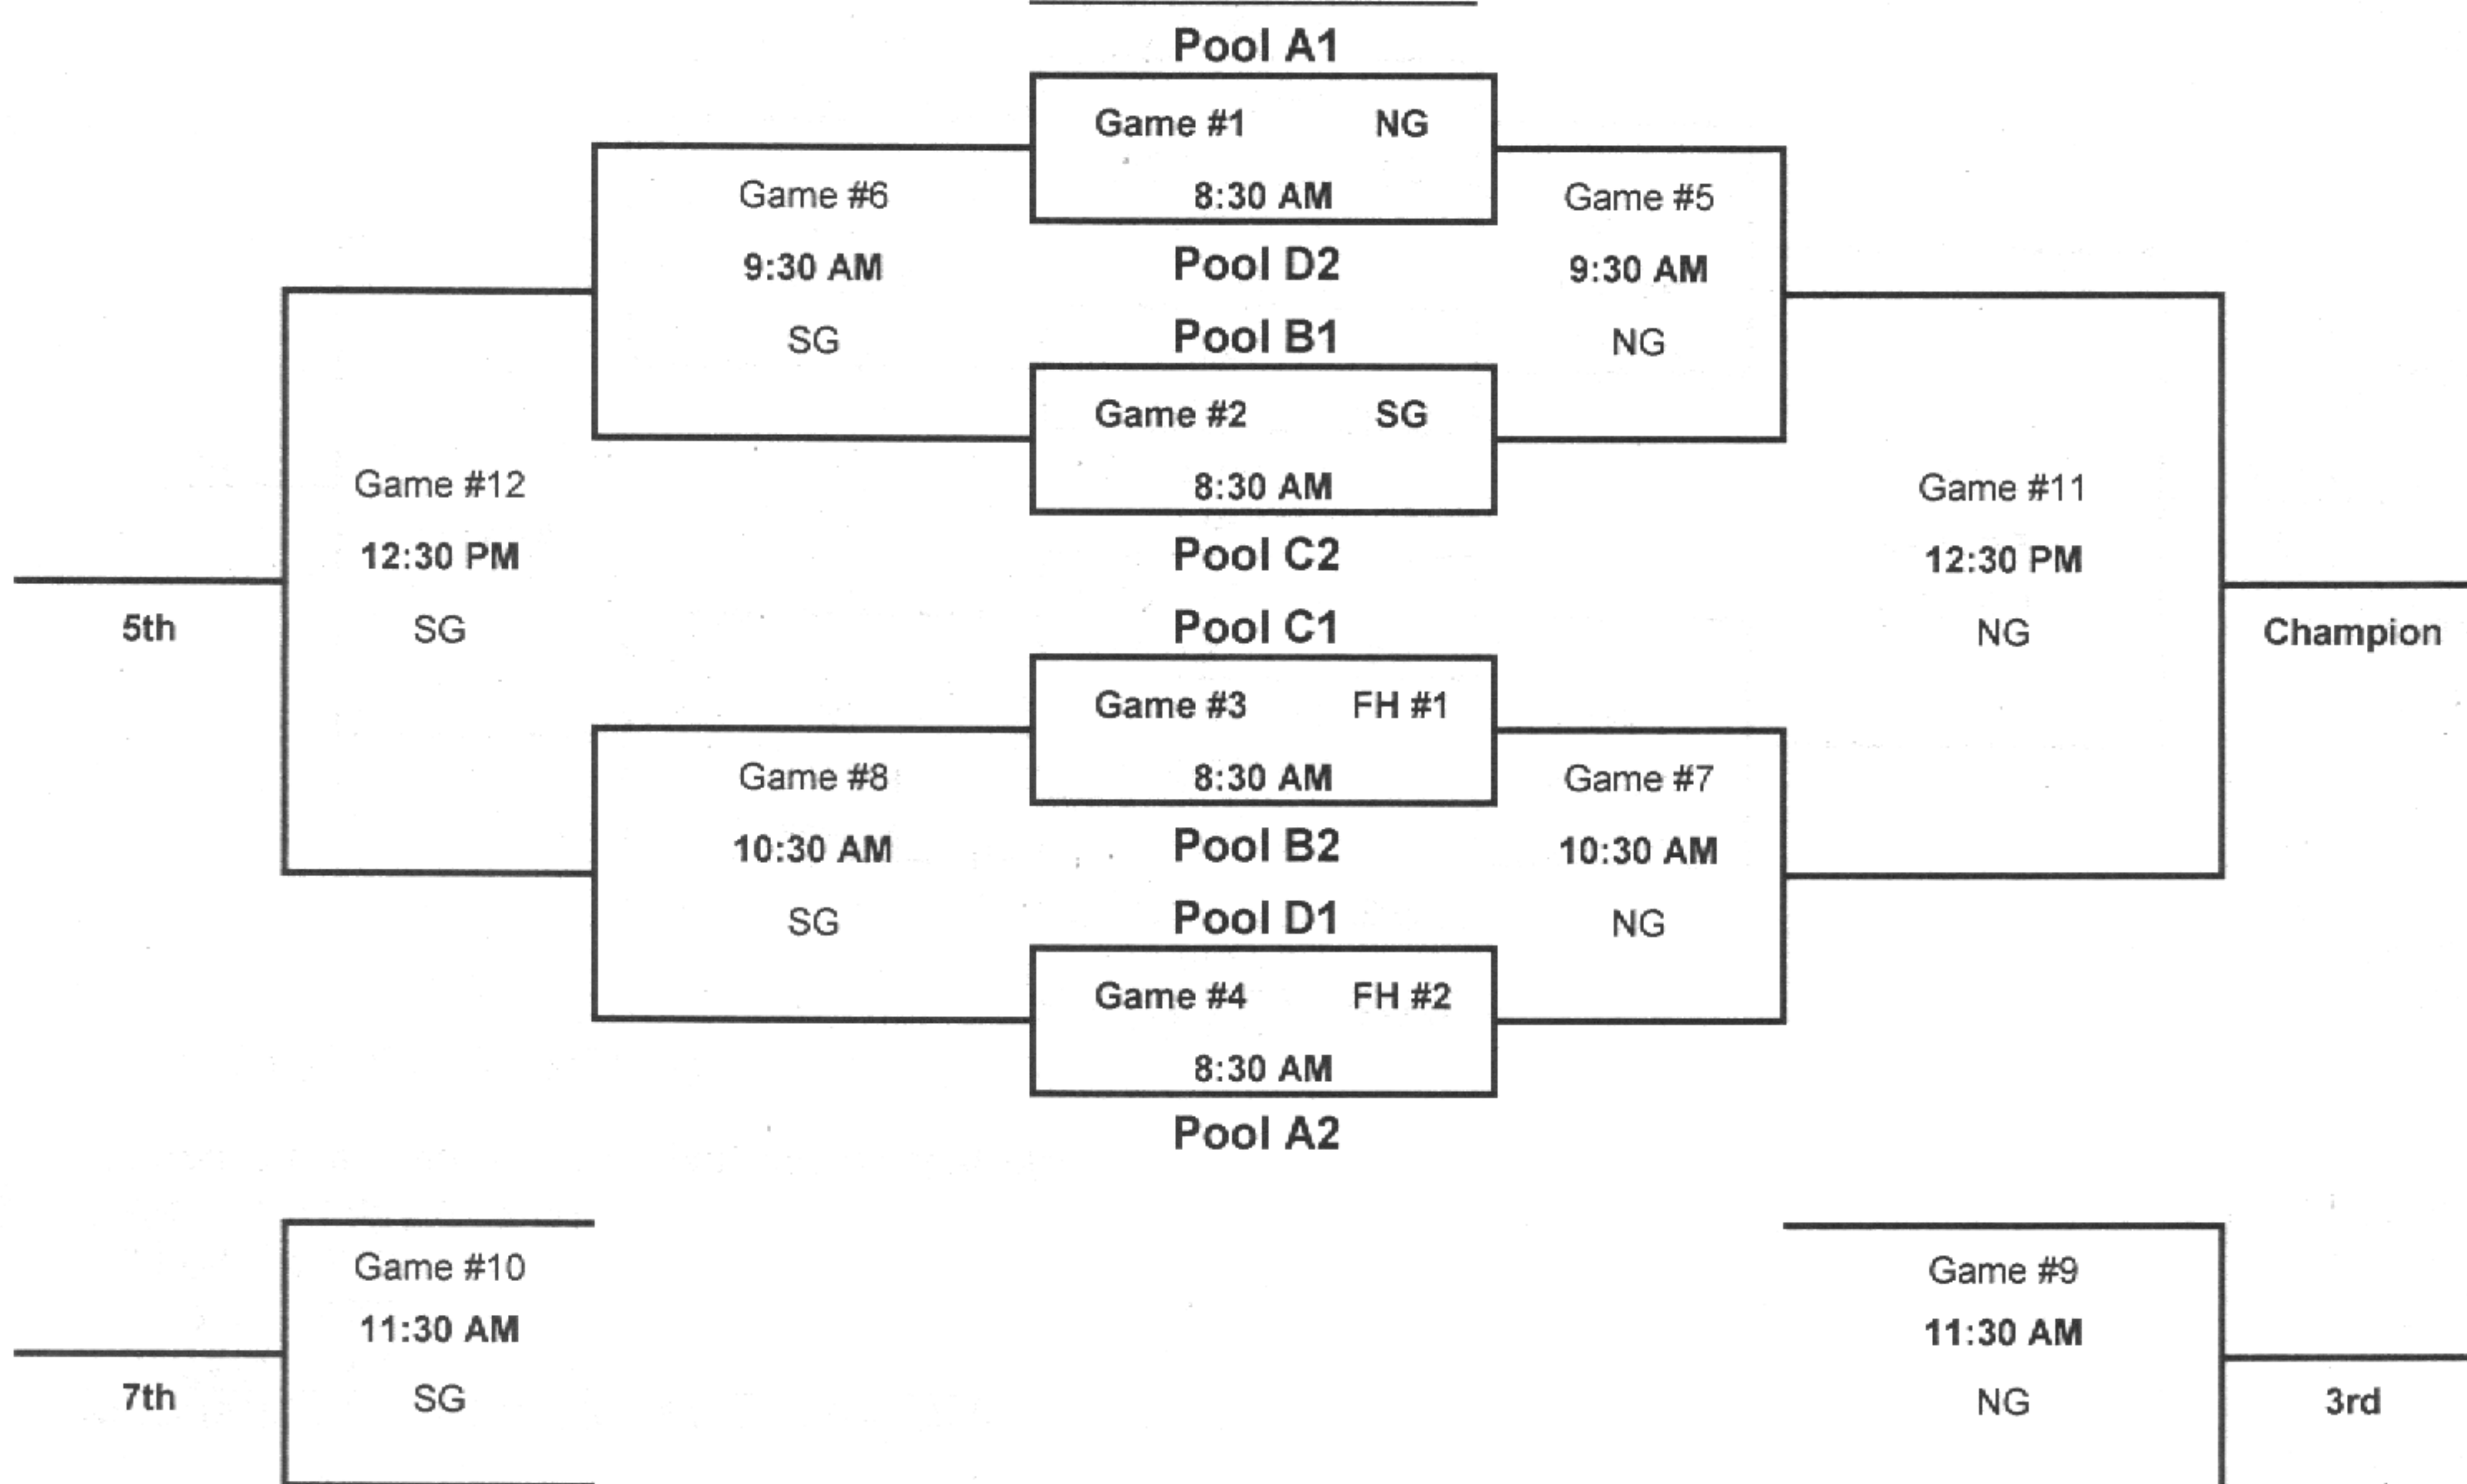 Pool A1
Game #1 NG
8:30 AM
Game #6
9:30 AM
SG
Game #5
9:30 AM
NG
Pool D2
Pool B1
Game #2 SG
8:30 AM
Pool C2
Game #12
12:30 PM
SG
5th
Game #11
12:30 PM
NG
Champion
Pool C1
Game #3 FH #1
8:30 AM
Game #8
10:30 AM
SG
Game #7
10:30 AM
NG
Pool B2
Pool D1
Game #4 FH #2
8:30 AM
Pool A2
Game #10
11:30 AM
SG
7th
Game #9
11:30 AM
NG
3rd